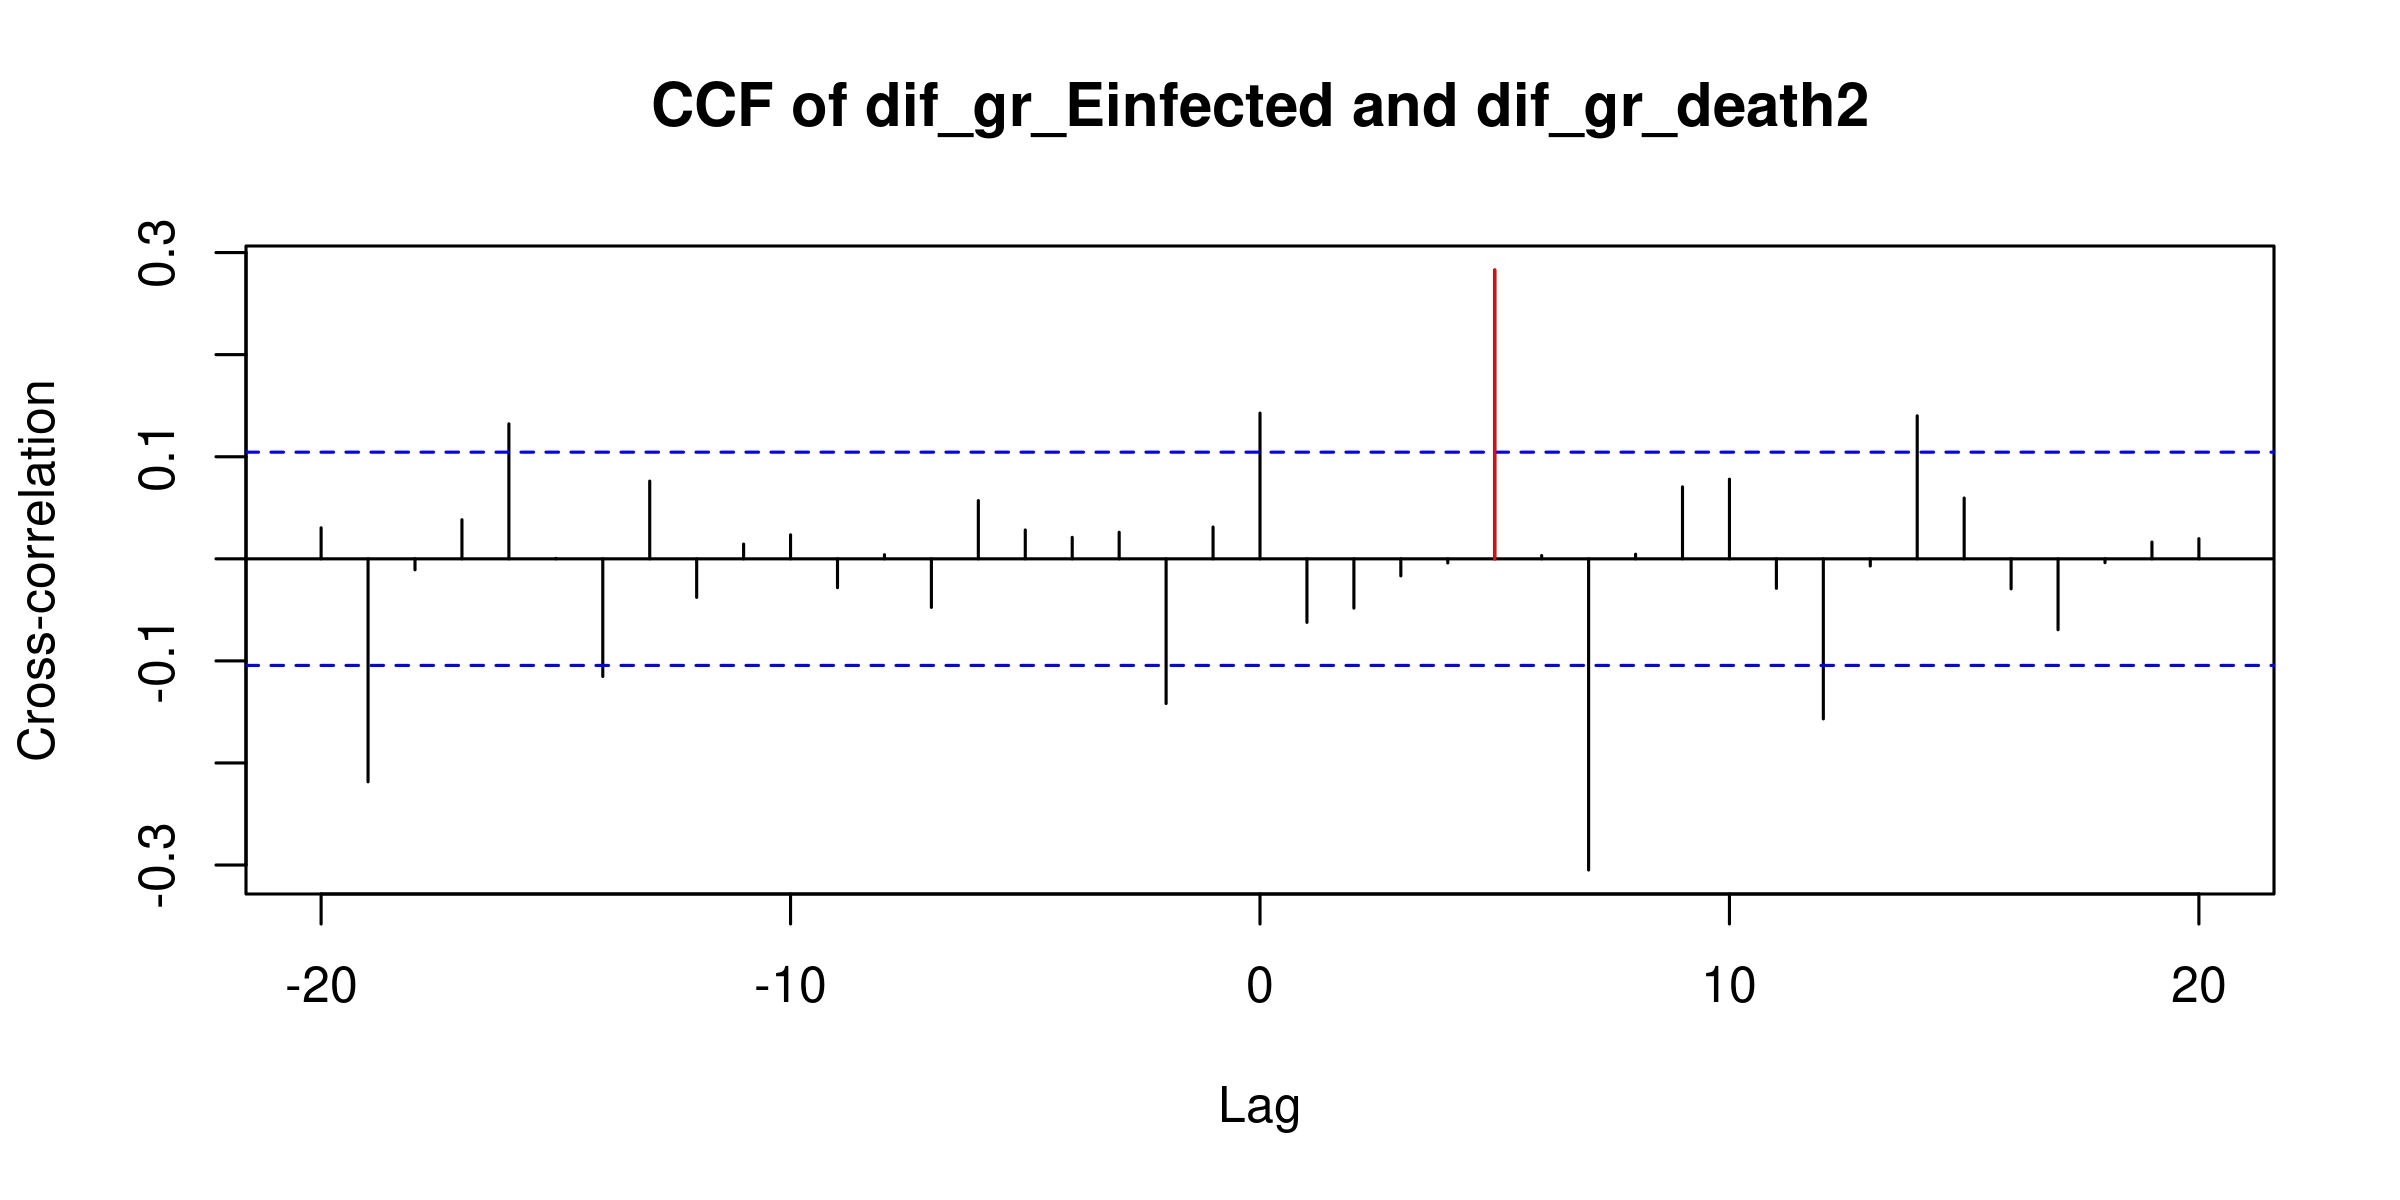 CCF of dif_gr_Einfected and dif_gr_death2
Cross-correlation
0.3
0.1
-0.1
-0.3
-20 -10 0 10 20
Lag